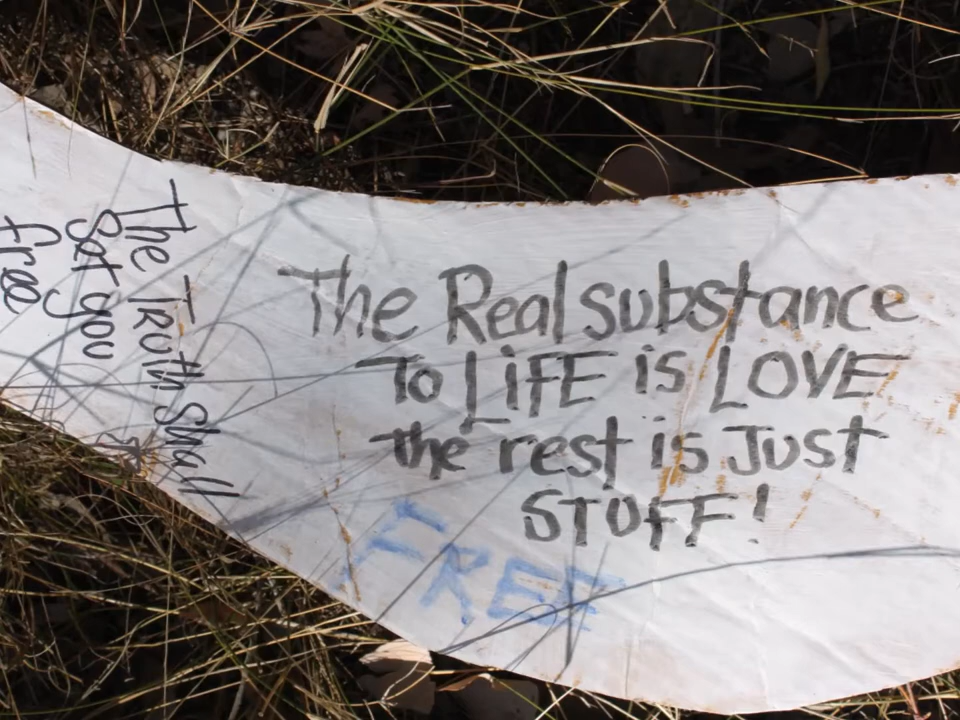 The Truth Shall
Set you
free
The Real substance
To LiFE is LOVE
the rest is Just
STUFF!
FREE